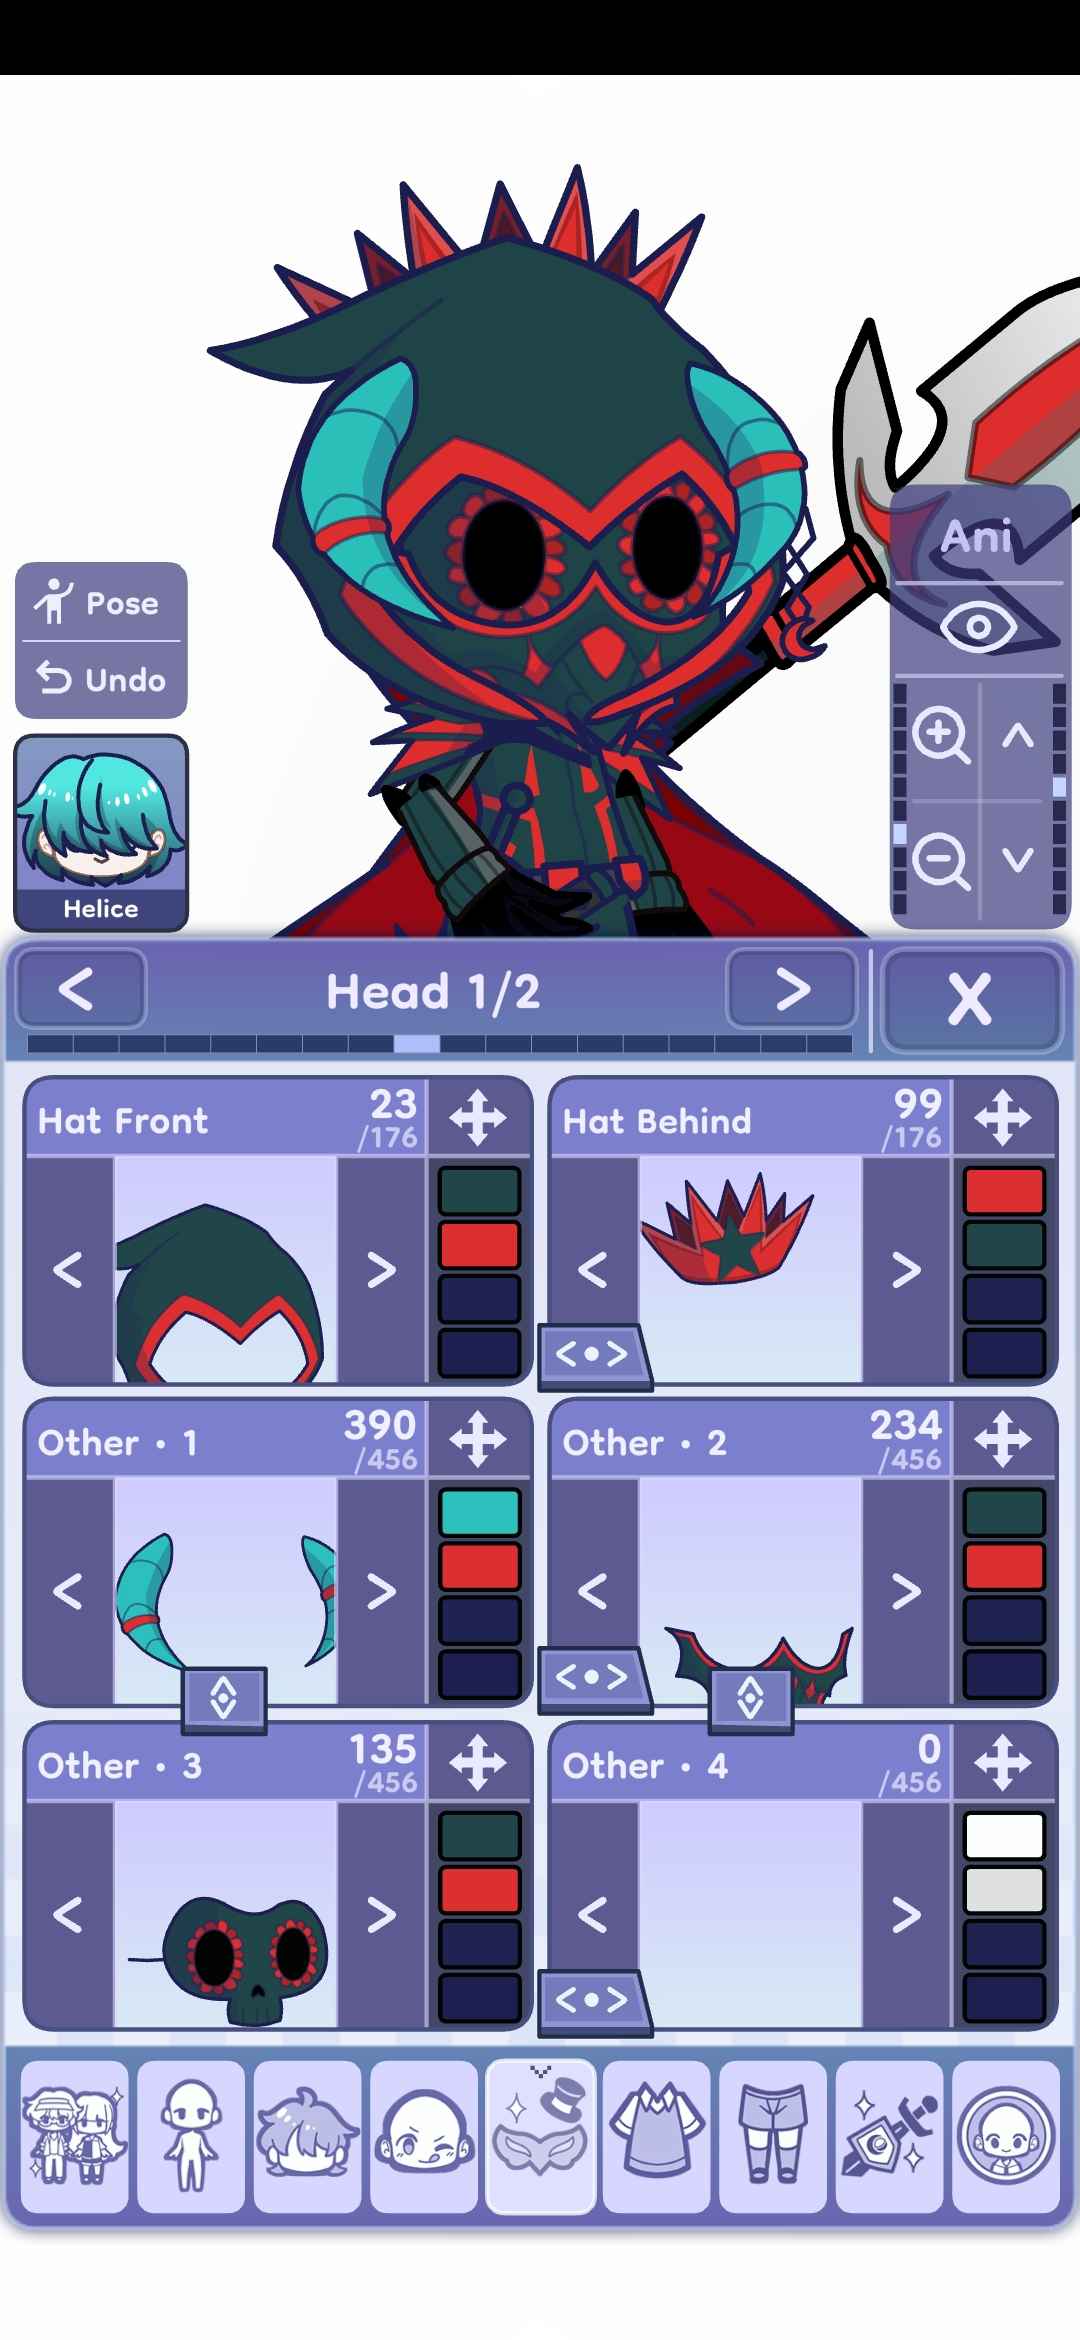 Pose
Undo
Helice
Ani
Head 1/2
X
Hat Front
23
/176
Hat Behind
99
/176
Other • 1
390
/456
Other • 2
234
/456
Other • 3
135
/456
Other • 4
0
/456